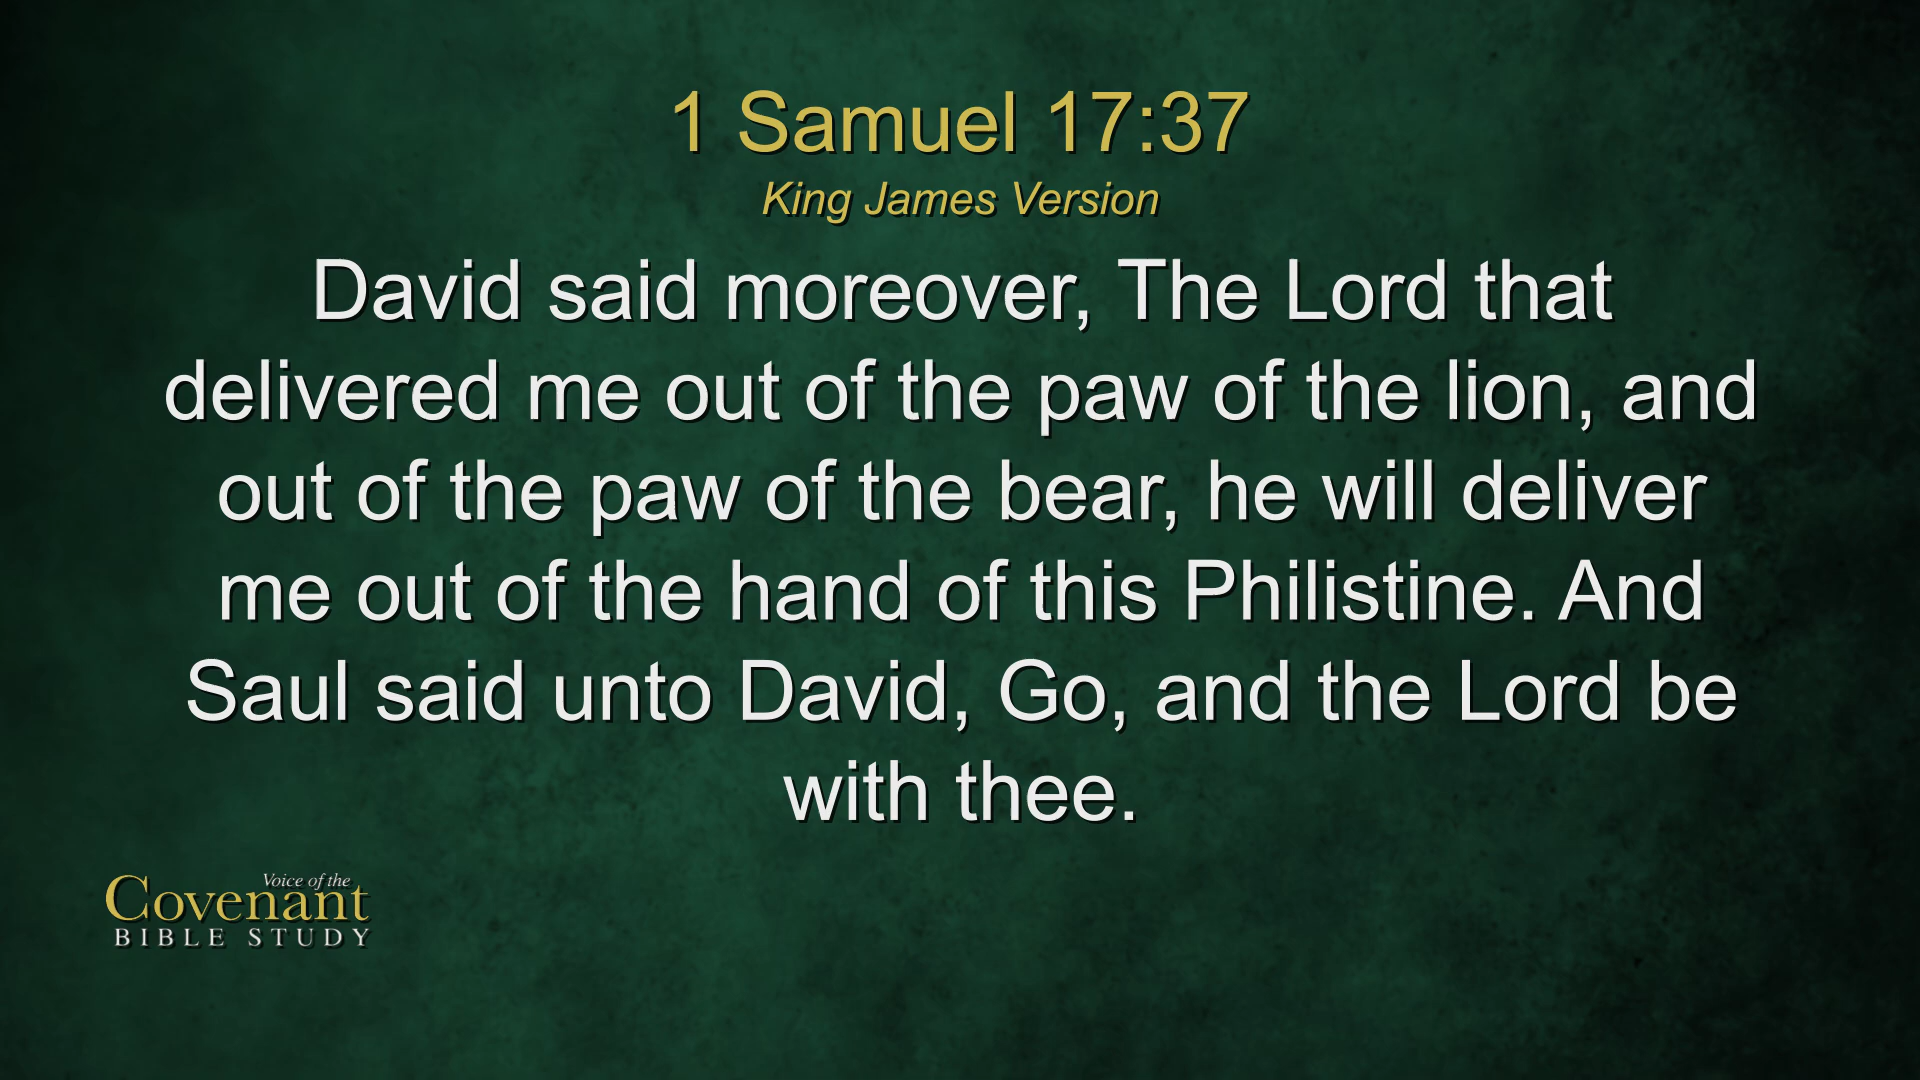 1 Samuel 17:37
King James Version
David said moreover, The Lord that
delivered me out of the paw of the lion, and
out of the paw of the bear, he will deliver
me out of the hand of this Philistine. And
Saul said unto David, Go, and the Lord be
with thee.
Voice of the
Covenant
BIBLE STUDY